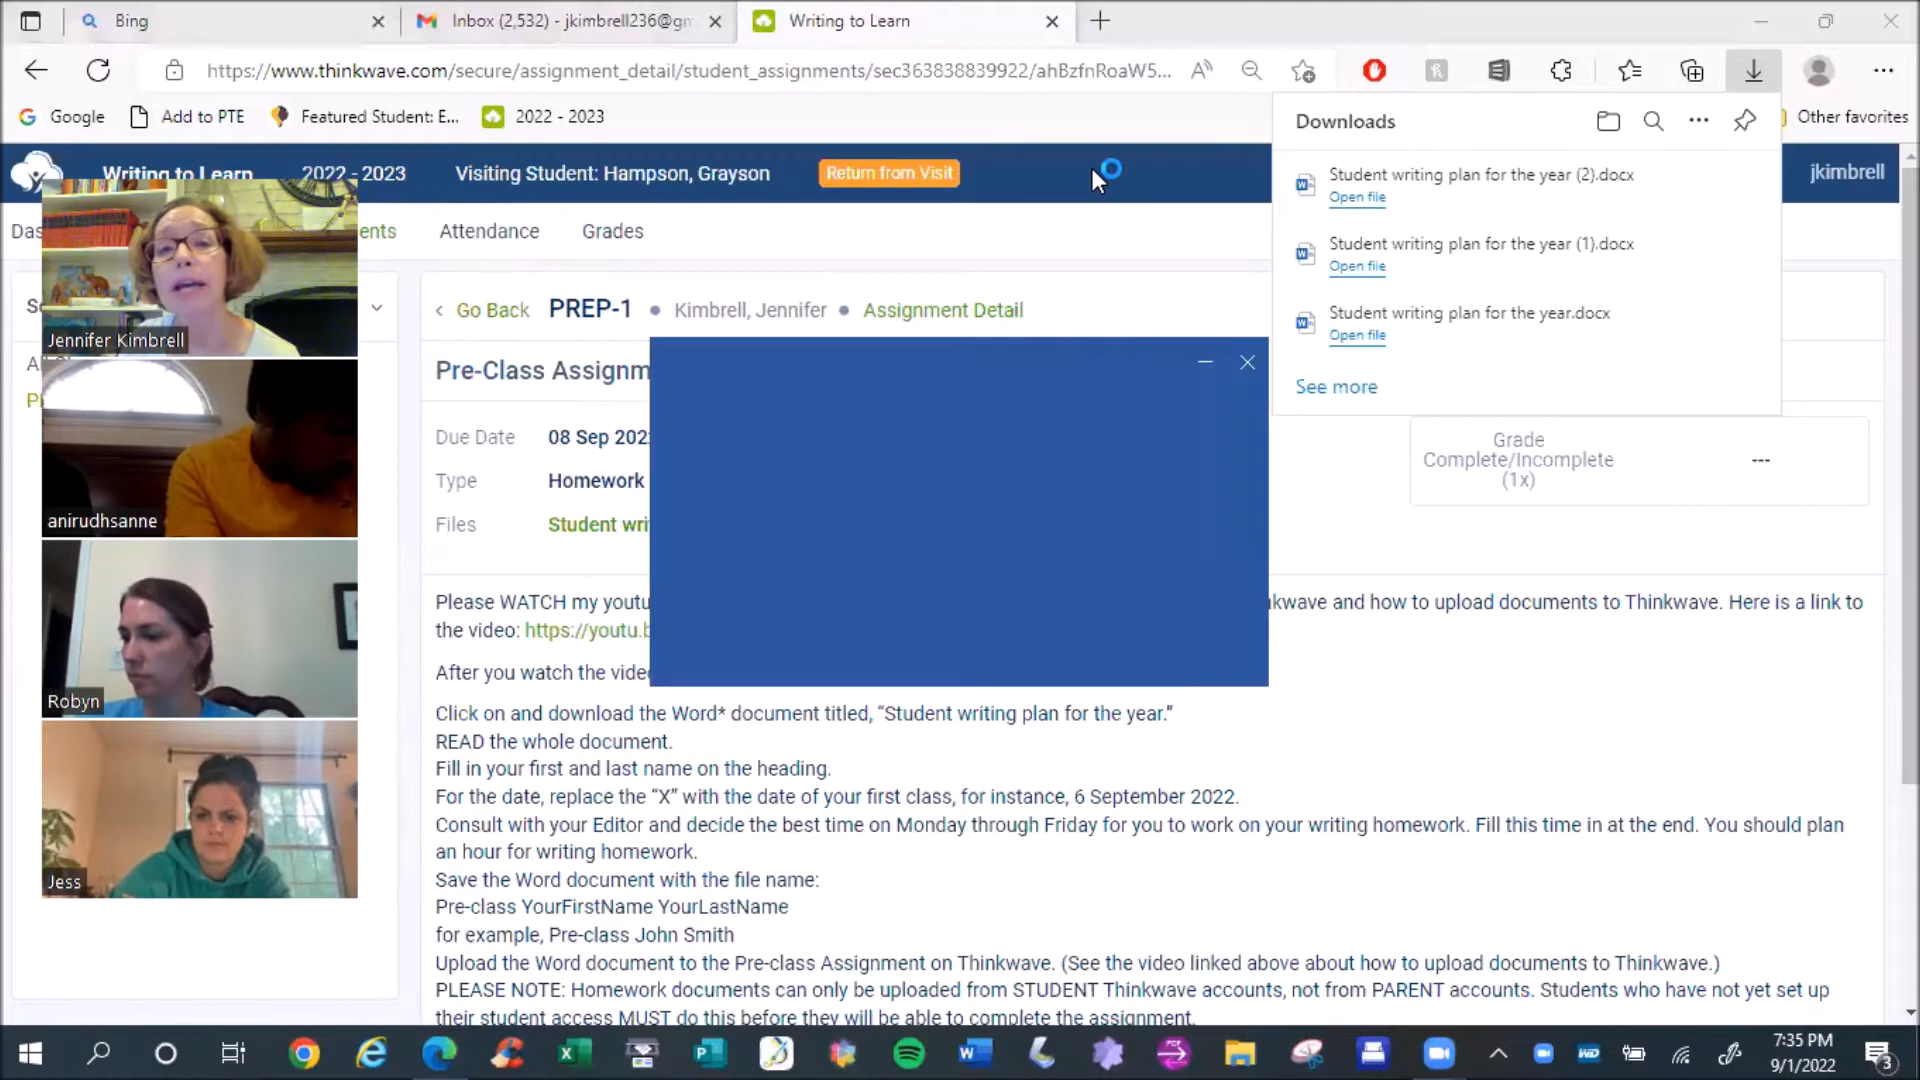 Bing
Inbox (2,532) - jkimbrell236@gm
Writing to Learn
https://www.thinkwave.com/secure/assignment_detail/student_assignments/sec363838839922/ahBzfnRoaW5...
Google
Add to PTE
Featured Student: E...
2022 - 2023
Other favorites
Downloads
Student writing plan for the year (2).docx
Open file
Student writing plan for the year (1).docx
Open file
Student writing plan for the year.docx
Open file
See more
Writing to Learn
2022 - 2023
Visiting Student: Hampson, Grayson
Return from Visit
jkimbrell
Das
ents
Attendance
Grades
Jennifer Kimbrell
anirudhsanne
Robyn
Jess
Go Back
PREP-1
Kimbrell, Jennifer
Assignment Detail
Pre-Class Assignm
Due Date
08 Sep 202
Type
Homework
Files
Student wri
Grade
Complete/Incomplete
(1x)
---
Please WATCH my youtu
kwave and how to upload documents to Thinkwave. Here is a link to
the video: https://youtu.b
After you watch the vide
Click on and download the Word* document titled, “Student writing plan for the year.”
READ the whole document.
Fill in your first and last name on the heading.
For the date, replace the “X” with the date of your first class, for instance, 6 September 2022.
Consult with your Editor and decide the best time on Monday through Friday for you to work on your writing homework. Fill this time in at the end. You should plan
an hour for writing homework.
Save the Word document with the file name:
Pre-class YourFirstName YourLastName
for example, Pre-class John Smith
Upload the Word document to the Pre-class Assignment on Thinkwave. (See the video linked above about how to upload documents to Thinkwave.)
PLEASE NOTE: Homework documents can only be uploaded from STUDENT Thinkwave accounts, not from PARENT accounts. Students who have not yet set up
their student access MUST do this before they will be able to complete the assignment.
7:35 PM
9/1/2022
3